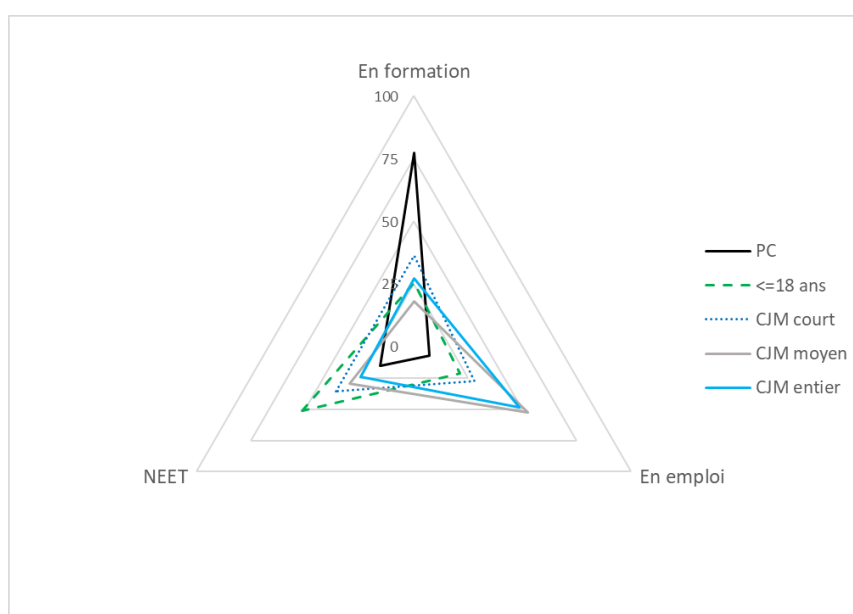 En formation
100
75
50
25
0
NEET
En emploi
PC
<=18 ans
CJM court
CJM moyen
CJM entier